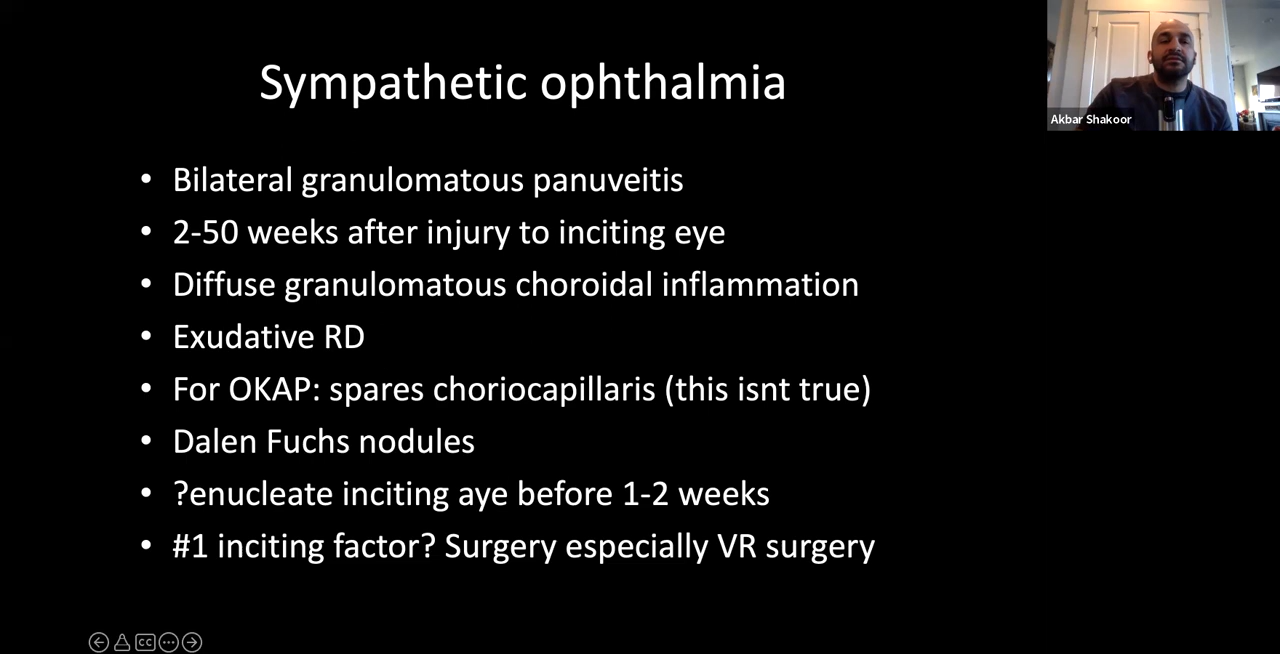 Sympathetic ophthalmia
Akbar Shakoor
• Bilateral granulomatous panuveitis
• 2-50 weeks after injury to inciting eye
• Diffuse granulomatous choroidal inflammation
• Exudative RD
• For OKAP: spares choriocapillaris (this isnt true)
• Dalen Fuchs nodules
• ?enucleate inciting aye before 1-2 weeks
• #1 inciting factor? Surgery especially VR surgery
CC